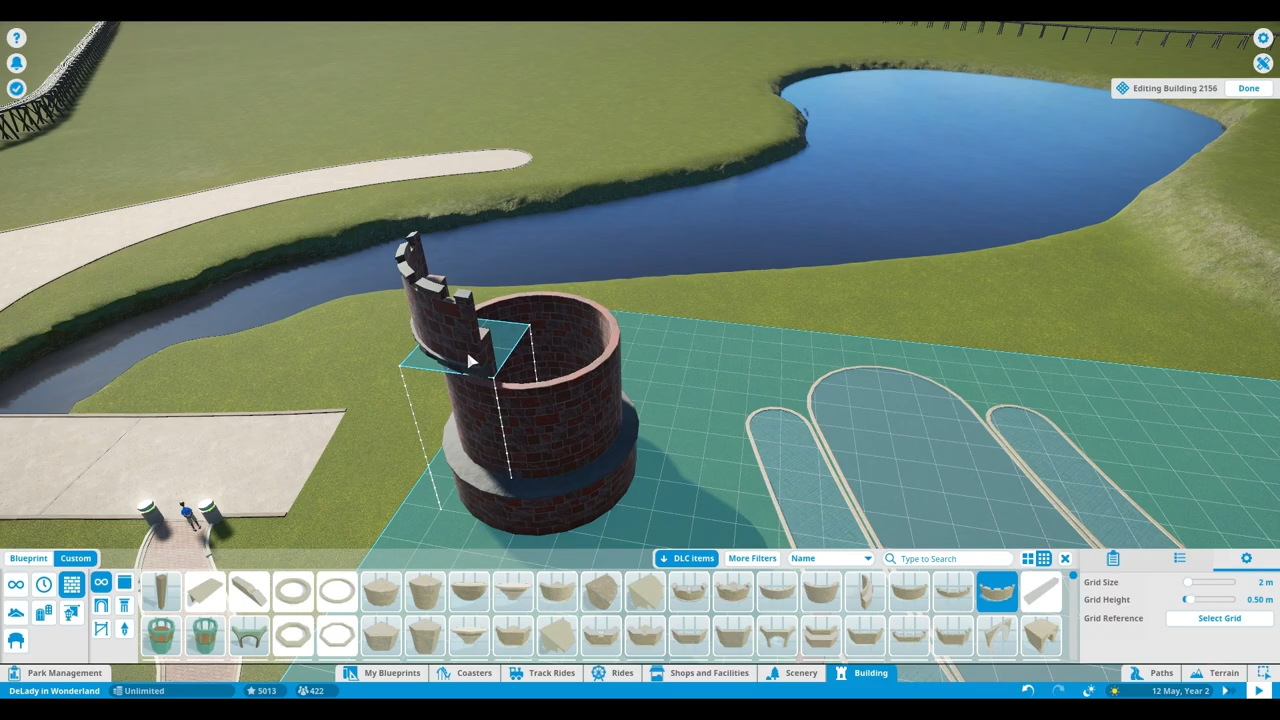 Editing Building 2156 Done
Blueprint Custom
DLC items More Filters Name Type to Search
Grid Size 2 m
Grid Height 0.50 m
Grid Reference Select Grid
Park Management My Blueprints Coasters Track Rides Rides Shops and Facilities Scenery Building Paths Terrain
DeLady in Wonderland Unlimited 5013 422 12 May, Year 2